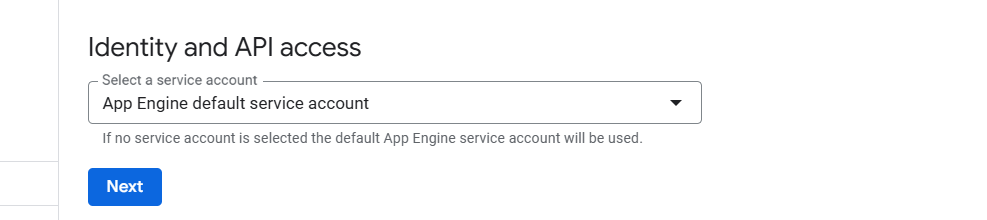 Identity and API access
Select a service account
App Engine default service account
If no service account is selected the default App Engine service account will be used.
Next